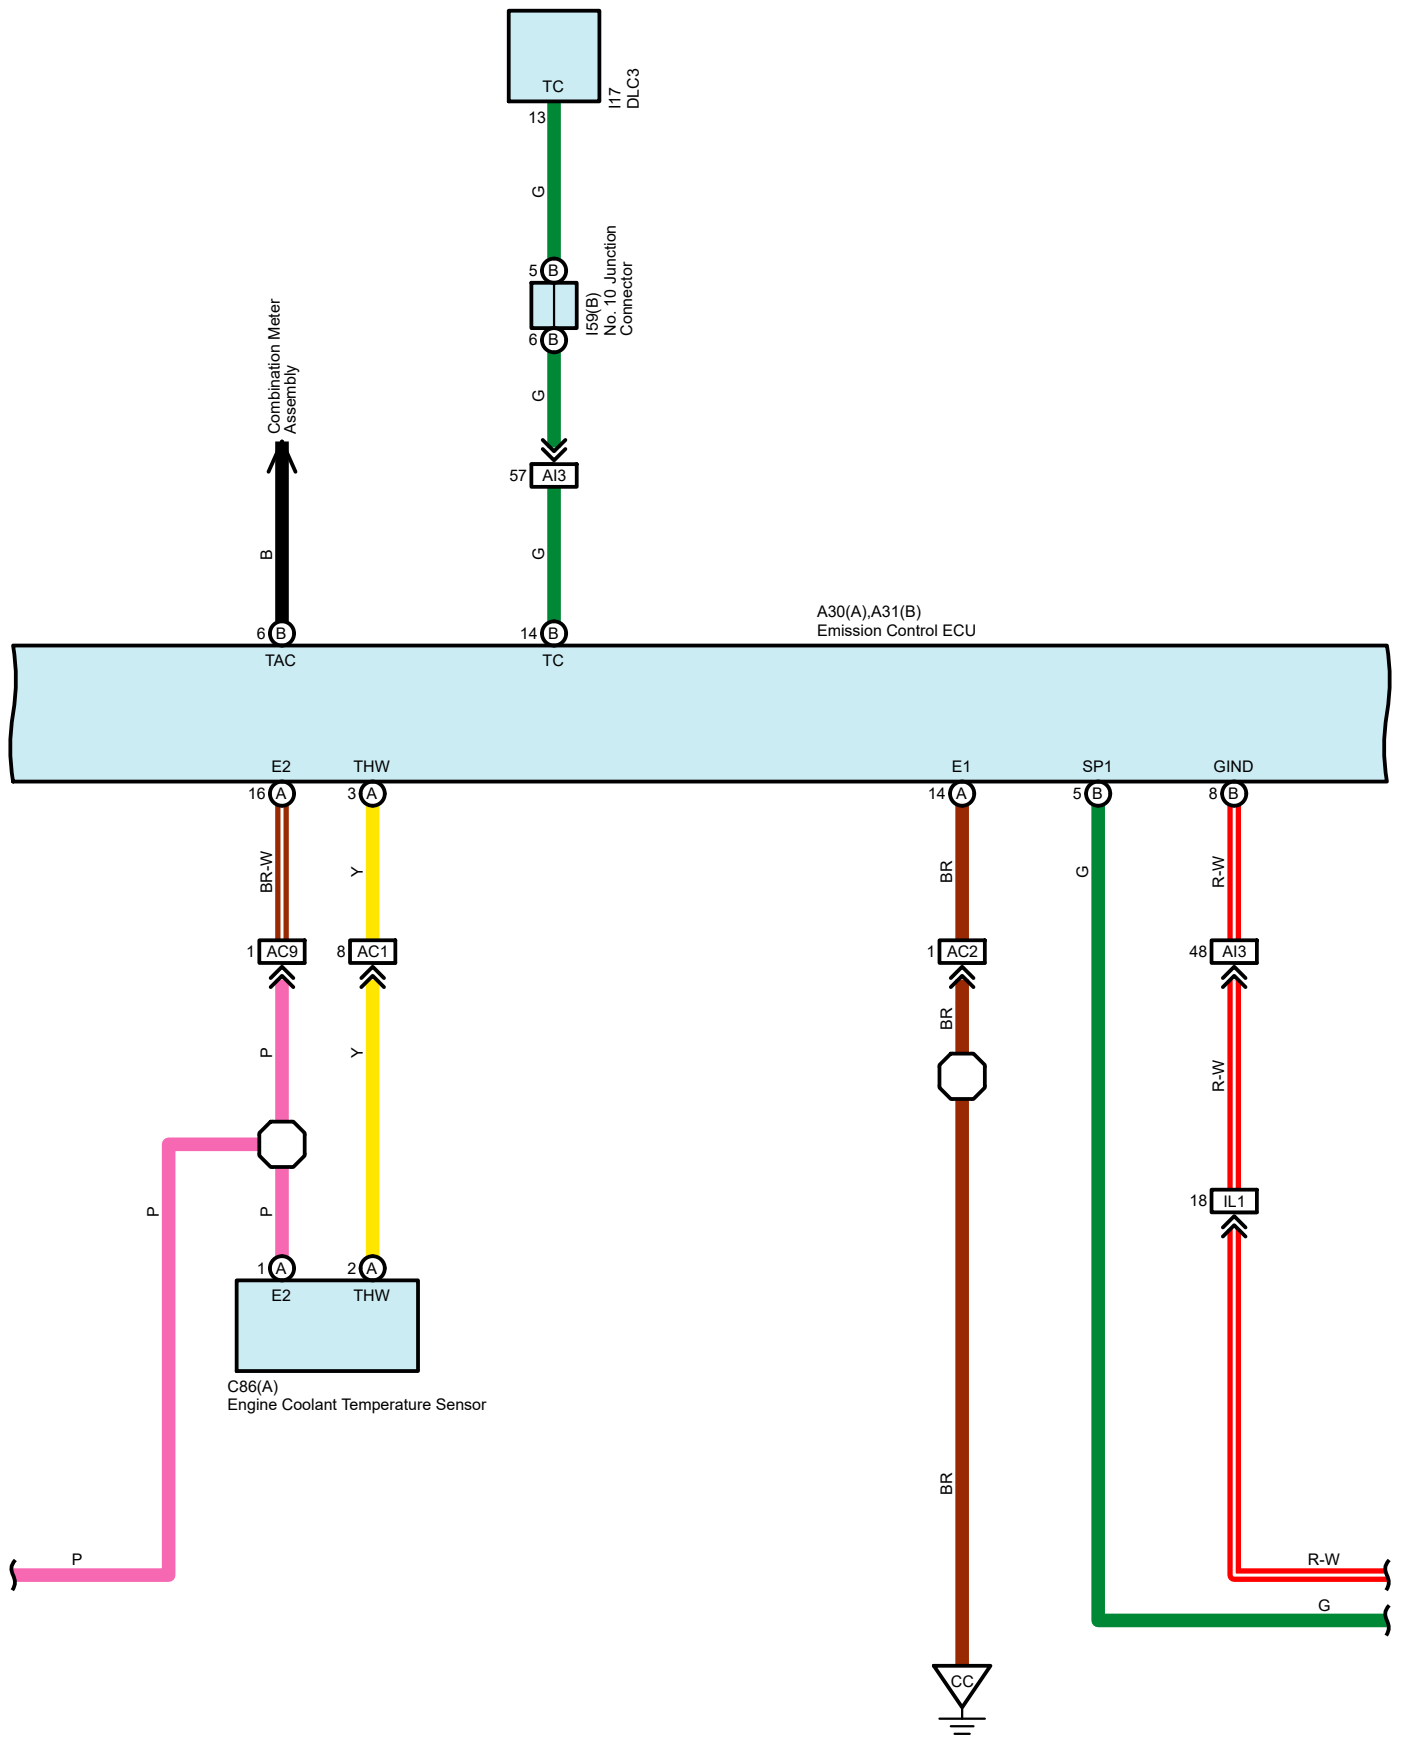 TC
I17
DLC3
13
G
5
B
I59(B)
No. 10 Junction
Connector
6
B
Combination Meter
Assembly
G
57
AI3
B
G
A30(A),A31(B)
Emission Control ECU
6
B
14
B
TAC
TC
E2
THW
E1
SP1
GIND
16
A
3
A
14
A
5
B
8
B
BR-W
Y
BR
G
R-W
1
AC9
8
AC1
1
AC2
48
AI3
P
Y
BR
R-W
P
P
18
IL1
1
A
2
A
E2
THW
C86(A)
Engine Coolant Temperature Sensor
BR
P
R-W
G
CC